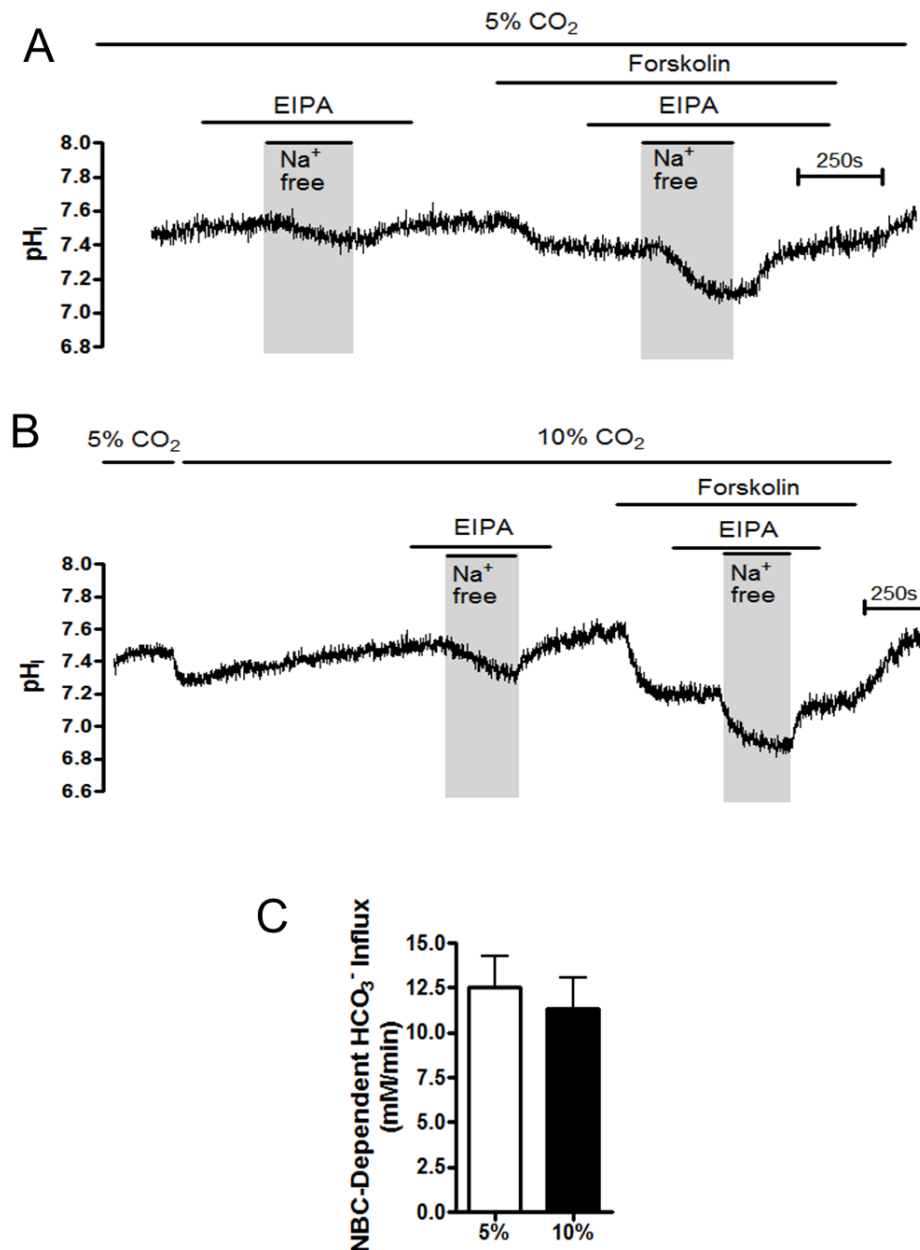 A
5% CO₂
Forskolin
EIPA
EIPA
8.0
7.8
7.6
7.4
7.2
7.0
6.8
pHᵢ
Na⁺
free
Na⁺
free
250s
B
5% CO₂
10% CO₂
Forskolin
EIPA
EIPA
8.0
7.8
7.6
7.4
7.2
7.0
6.8
6.6
pHᵢ
Na⁺
free
Na⁺
free
250s
C
NBC-Dependent HCO₃⁻ Influx
(mM/min)
15.0
12.5
10.0
7.5
5.0
2.5
0.0
5%
10%